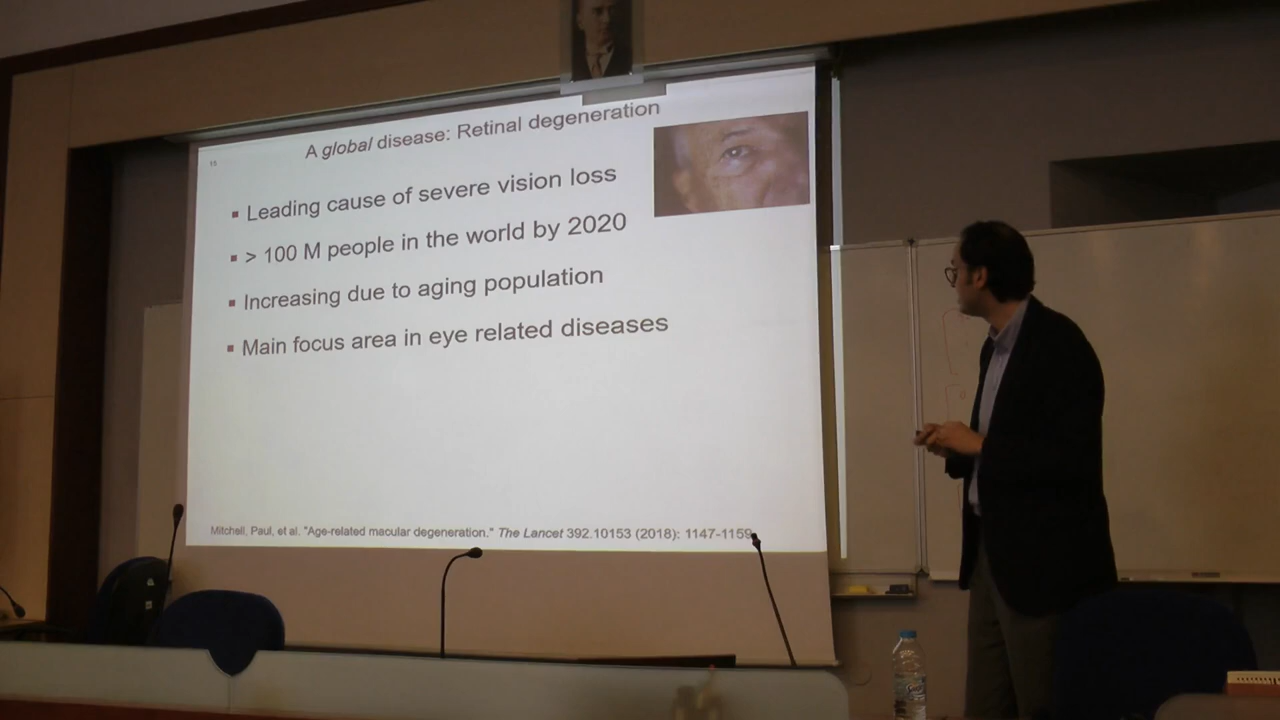 A global disease: Retinal degeneration
15
▪ Leading cause of severe vision loss
▪ > 100 M people in the world by 2020
▪ Increasing due to aging population
▪ Main focus area in eye related diseases
Mitchell, Paul, et al. "Age-related macular degeneration." The Lancet 392.10153 (2018): 1147-1159